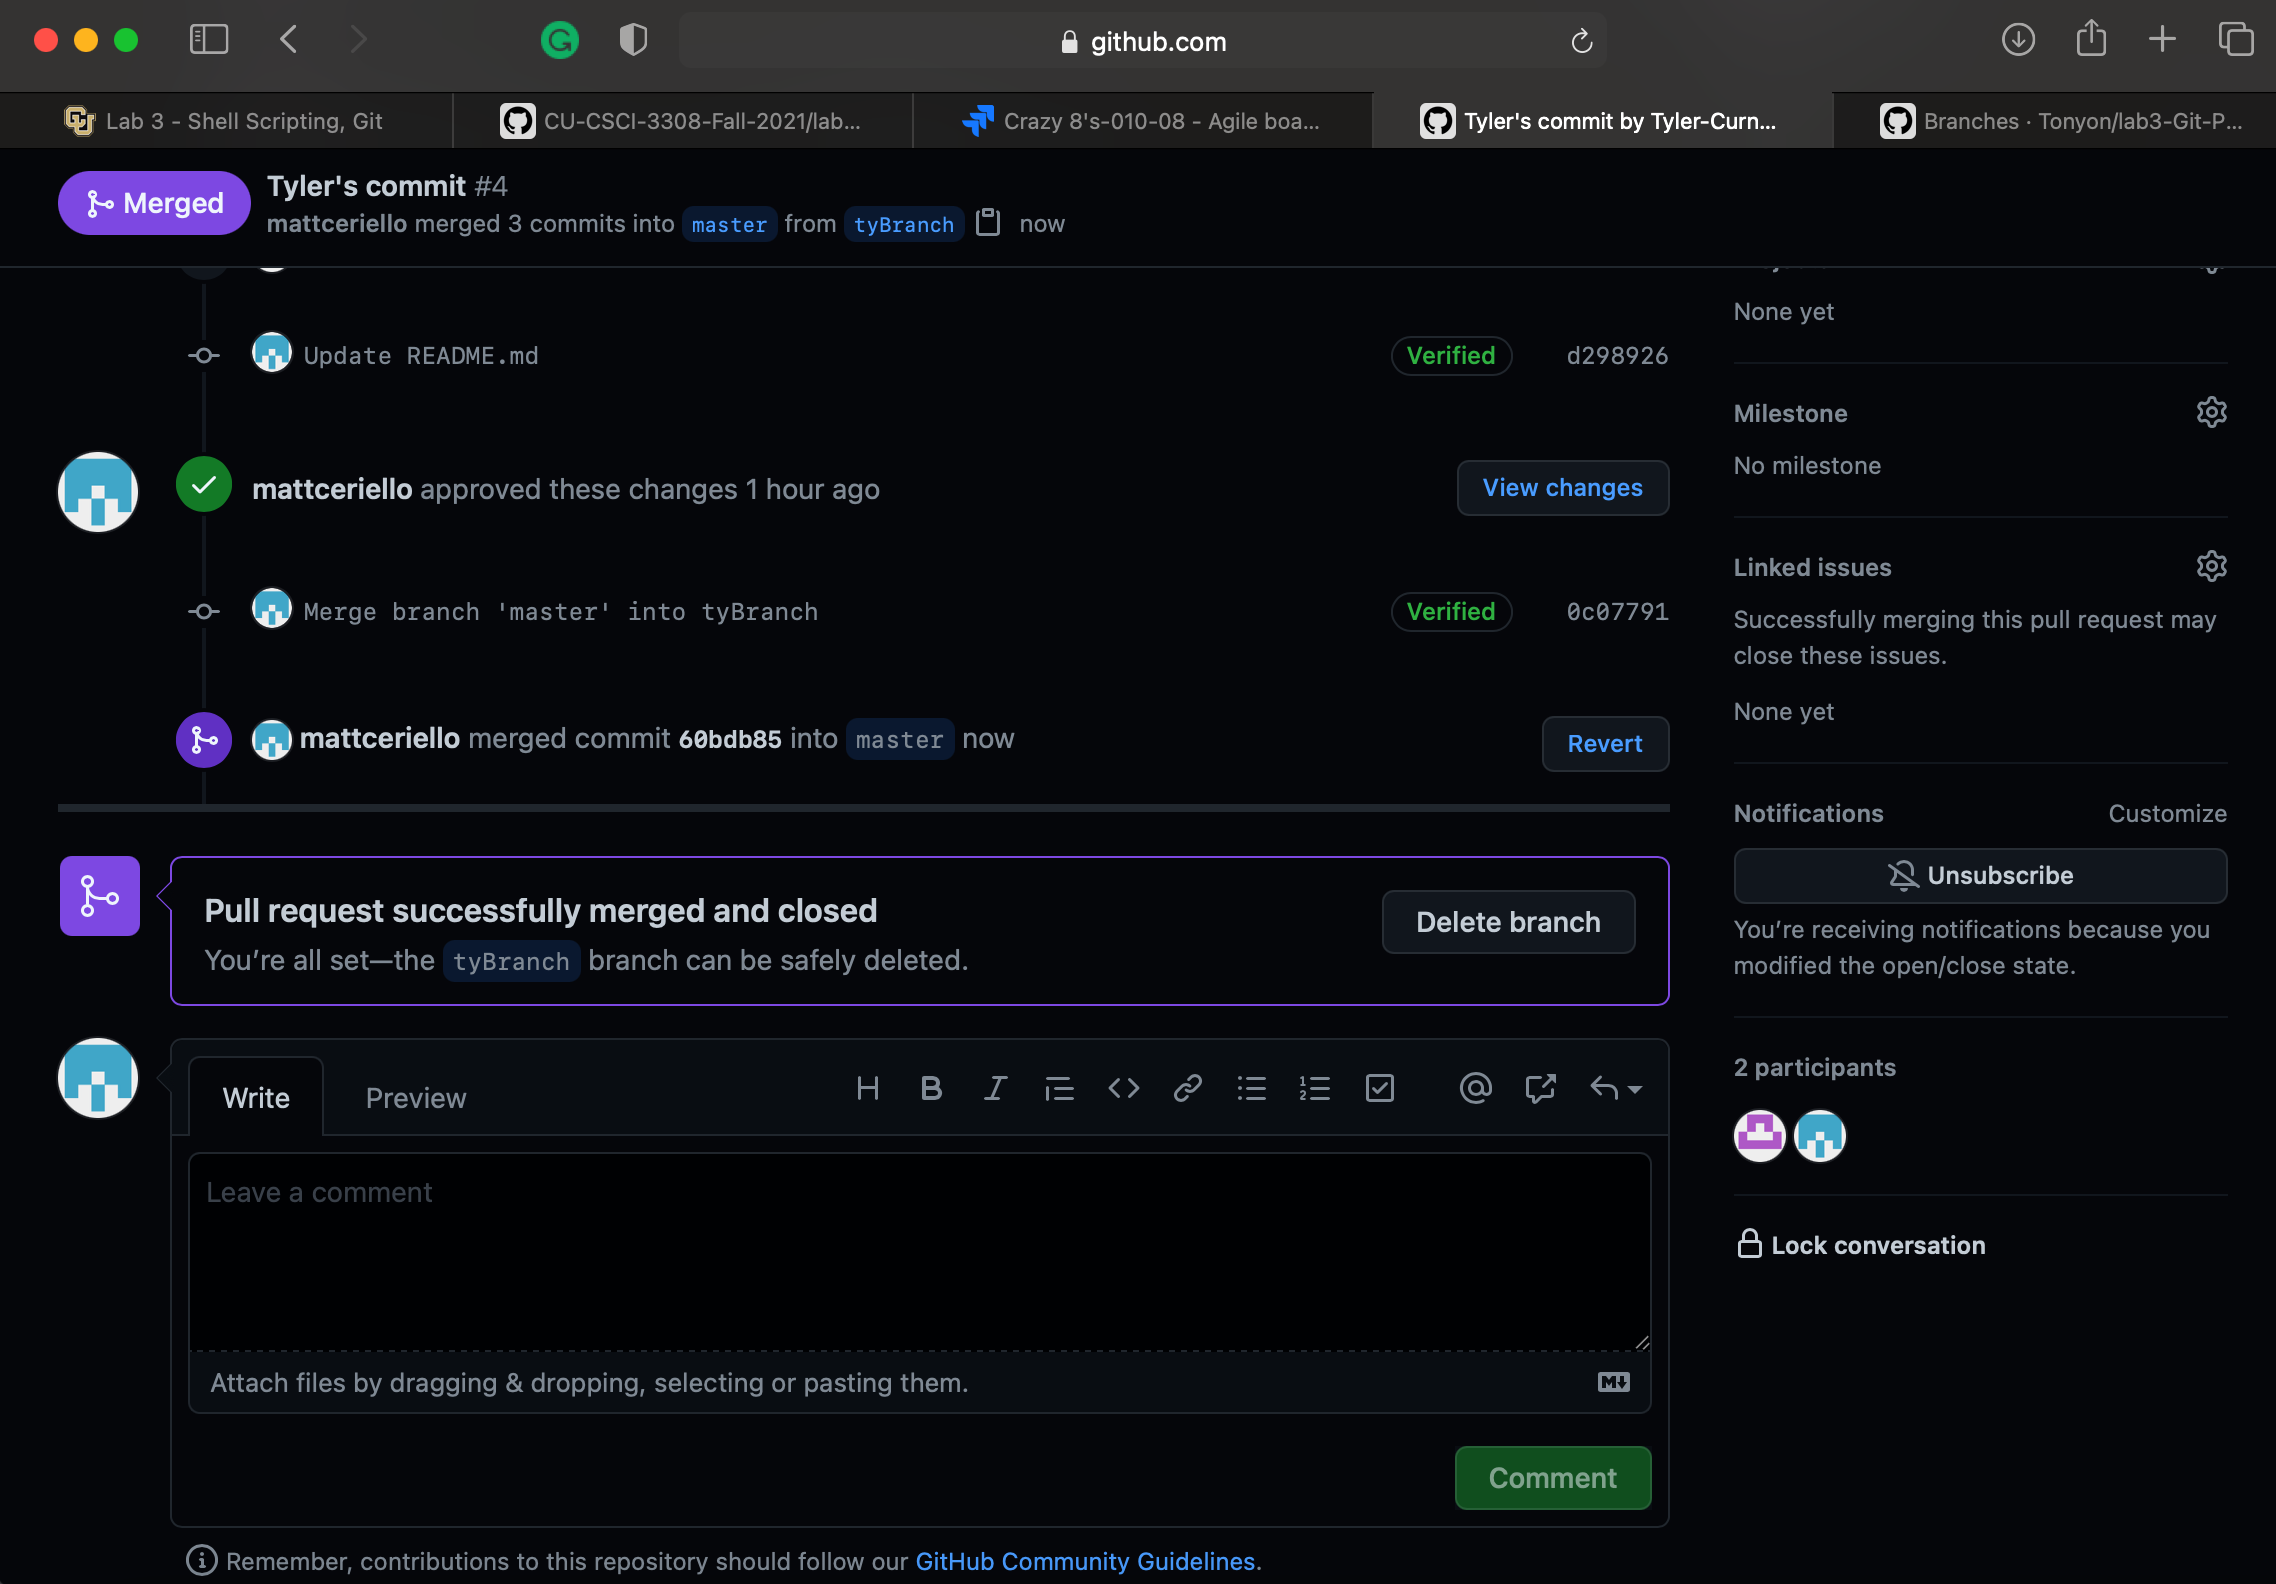 github.com
Lab 3 - Shell Scripting, Git
CU-CSCI-3308-Fall-2021/lab...
Crazy 8's-010-08 - Agile boa...
Tyler's commit by Tyler-Curn...
Branches · Tonyon/lab3-Git-P...
Merged
Tyler's commit #4
mattceriello merged 3 commits into master from tyBranch now
None yet
Update README.md Verified d298926
Milestone
No milestone
mattceriello approved these changes 1 hour ago View changes
Linked issues
Successfully merging this pull request may
close these issues.
None yet
Merge branch 'master' into tyBranch Verified 0c07791
mattceriello merged commit 60bdb85 into master now Revert
Notifications Customize
Unsubscribe
You're receiving notifications because you
modified the open/close state.
Pull request successfully merged and closed
You're all set—the tyBranch branch can be safely deleted.
Delete branch
2 participants
Lock conversation
Write Preview
Leave a comment
Attach files by dragging & dropping, selecting or pasting them.
Comment
Remember, contributions to this repository should follow our GitHub Community Guidelines.